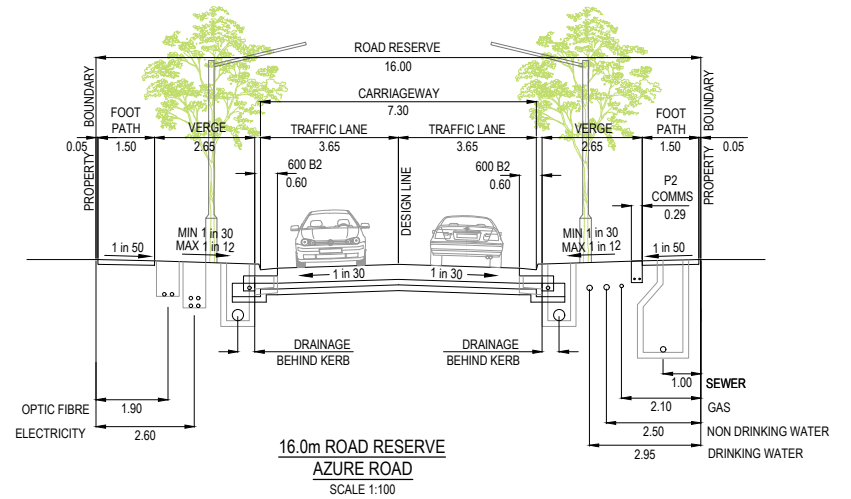 ROAD RESERVE
16.00
CARRIAGEWAY
7.30
PROPERTY BOUNDARY
FOOT
PATH
VERGE
TRAFFIC LANE
TRAFFIC LANE
VERGE
FOOT
PATH
PROPERTY BOUNDARY
0.05
1.50
2.65
3.65
3.65
2.65
1.50
0.05
600 B2
0.60
DESIGN LINE
600 B2
0.60
P2
COMMS
0.29
1 in 50
MIN 1 in 30
MAX 1 in 12
MIN 1 in 30
MAX 1 in 12
1 in 50
1 in 30
1 in 30
DRAINAGE
BEHIND KERB
DRAINAGE
BEHIND KERB
1.00
SEWER
OPTIC FIBRE
1.90
2.10
GAS
ELECTRICITY
2.60
2.50
NON DRINKING WATER
2.95
DRINKING WATER
16.0m ROAD RESERVE
AZURE ROAD
SCALE 1:100